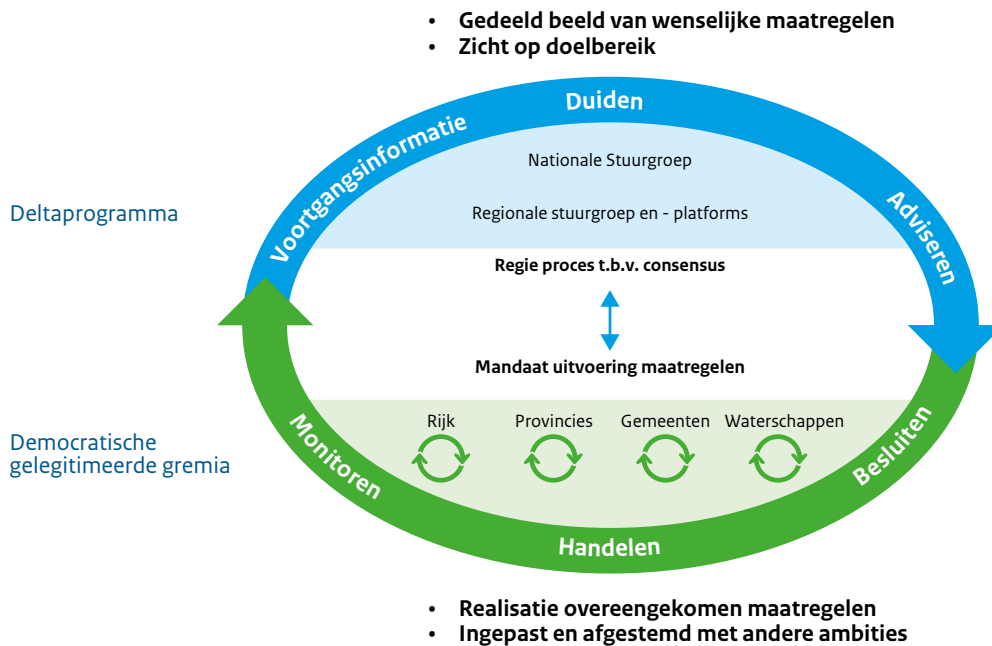 • Gedeeld beeld van wenselijke maatregelen
• Zicht op doelbereik
Duiden
Voortgangsinformatie
Adviseren
Nationale Stuurgroep
Regionale stuurgroep en - platforms
Deltaprogramma
Regie proces t.b.v. consensus
Mandaat uitvoering maatregelen
Rijk Provincies Gemeenten Waterschappen
Democratische
gelegitimeerde gremia
Monitoren
Besluiten
Handelen
• Realisatie overeengekomen maatregelen
• Ingepast en afgestemd met andere ambities